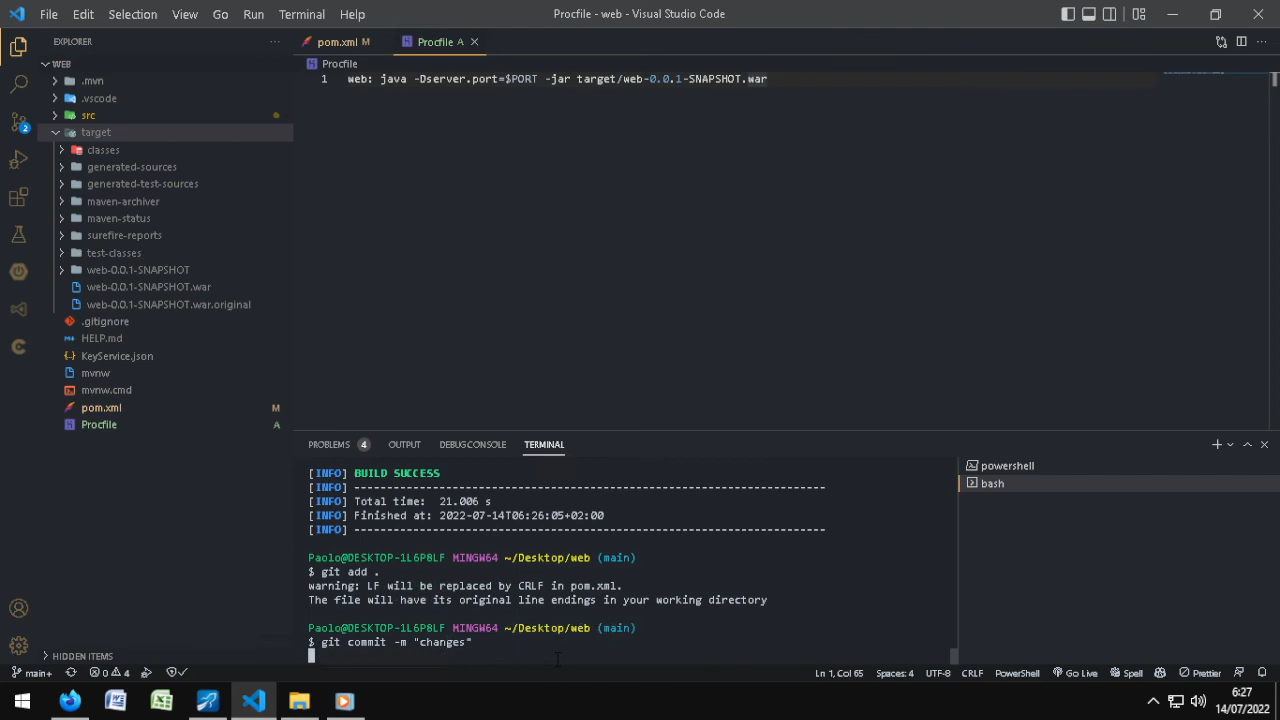 File Edit Selection View Go Run Terminal Help
Procfile - web - Visual Studio Code
EXPLORER
pom.xml M
Procfile A
WEB
Procfile
.mvn
1 web: java -Dserver.port=$PORT -jar target/web-0.0.1-SNAPSHOT.war
.vscode
src
2
target
classes
generated-sources
generated-test-sources
maven-archiver
maven-status
surefire-reports
test-classes
web-0.0.1-SNAPSHOT
web-0.0.1-SNAPSHOT.war
web-0.0.1-SNAPSHOT.war.original
.gitignore
HELP.md
KeyService.json
mvnw
mvnw.cmd
pom.xml M
Procfile A
PROBLEMS 4 OUTPUT DEBUG CONSOLE TERMINAL
powershell
bash
[INFO] BUILD SUCCESS
[INFO] ------------------------------------------------------------------------
[INFO] Total time:  21.006 s
[INFO] Finished at: 2022-07-14T06:26:05+02:00
[INFO] ------------------------------------------------------------------------
Paolo@DESKTOP-1L6P8LF MINGW64 ~/Desktop/web (main)
$ git add .
warning: LF will be replaced by CRLF in pom.xml.
The file will have its original line endings in your working directory
Paolo@DESKTOP-1L6P8LF MINGW64 ~/Desktop/web (main)
$ git commit -m "changes"
HIDDEN ITEMS
main+ 0 4 Ln 1, Col 65 Spaces: 4 UTF-8 CRLF PowerShell Go Live Spell Prettier
6:27
14/07/2022